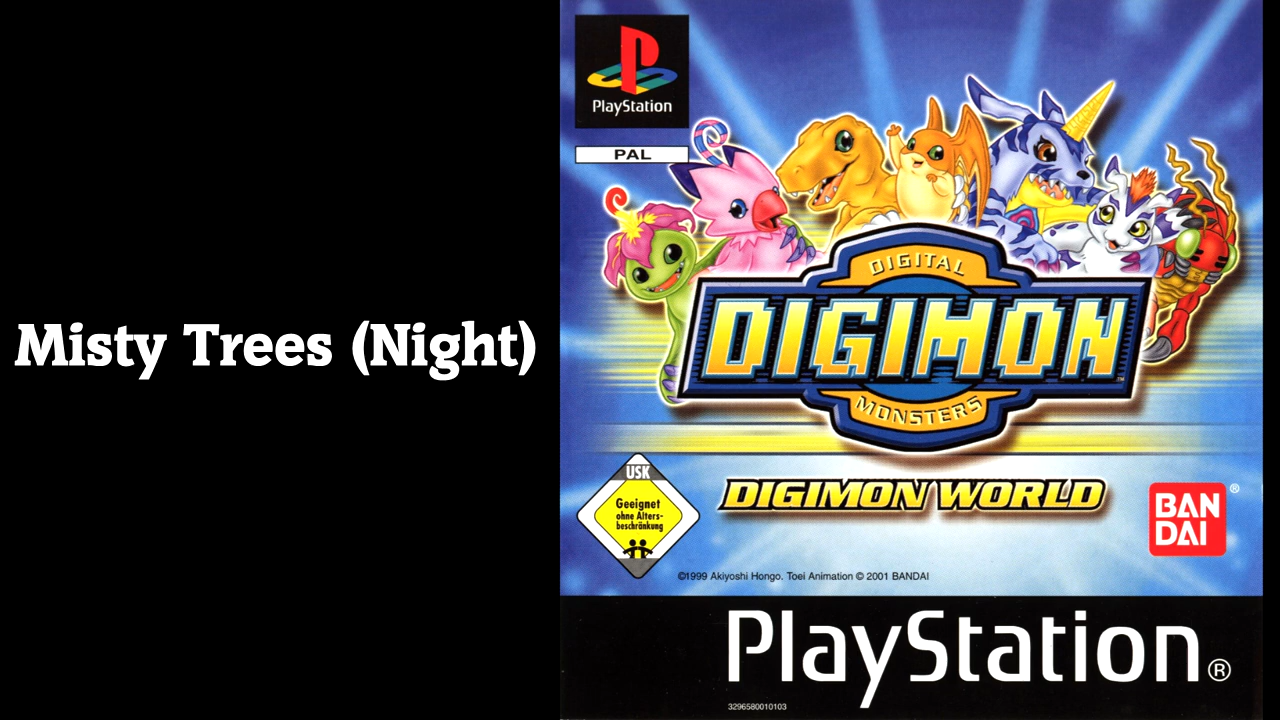 Misty Trees (Night)
PlayStation
PAL
DIGITAL
DIGIMON
™
MONSTERS
USK
Geeignet
ohne Alters-
beschränkung
DIGIMON WORLD
BAN
DAI
®
©1999 Akiyoshi Hongo. Toei Animation © 2001 BANDAI
PlayStation®
3296580010103